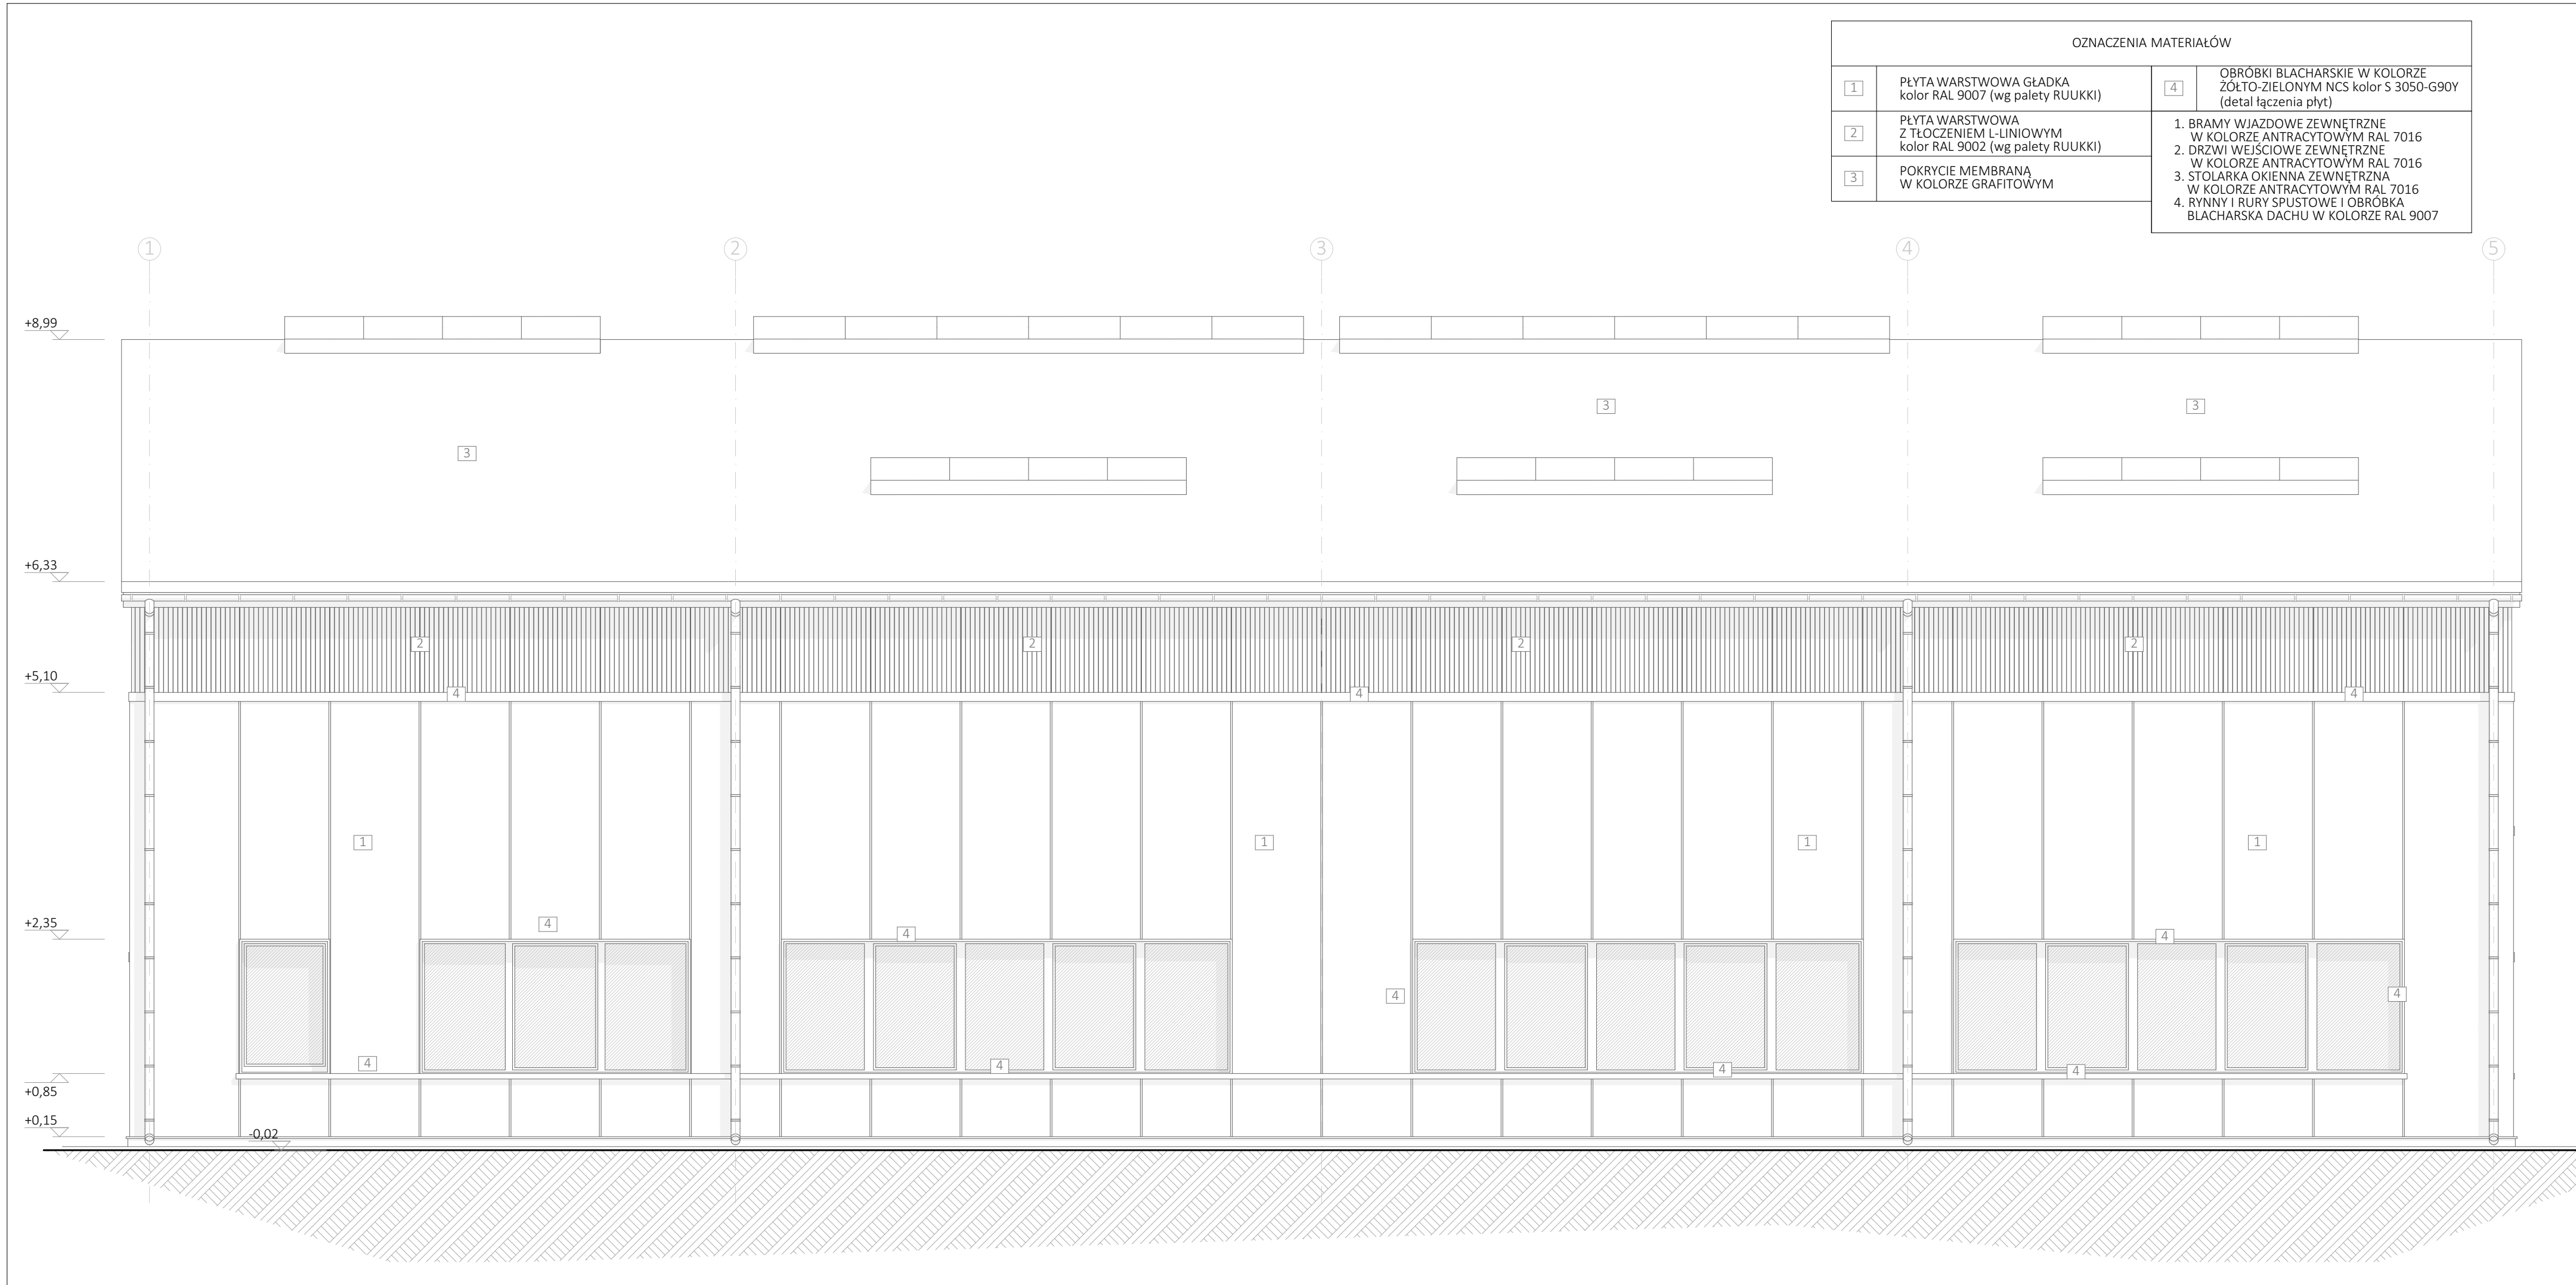 OZNACZENIA MATERIAŁÓW
1
PŁYTA WARSTWOWA GŁADKA
kolor RAL 9007 (wg palety RUUKKI)
2
PŁYTA WARSTWOWA
Z TŁOCZENIEM L-LINIOWYM
kolor RAL 9002 (wg palety RUUKKI)
3
POKRYCIE MEMBRANĄ
W KOLORZE GRAFITOWYM
4
OBRÓBKI BLACHARSKIE W KOLORZE
ŻÓŁTO-ZIELONYM NCS kolor S 3050-G90Y
(detal łączenia płyt)
1. BRAMY WJAZDOWE ZEWNĘTRZNE
W KOLORZE ANTRACYTOWYM RAL 7016
2. DRZWI WEJŚCIOWE ZEWNĘTRZNE
W KOLORZE ANTRACYTOWYM RAL 7016
3. STOLARKA OKIENNA ZEWNĘTRZNA
W KOLORZE ANTRACYTOWYM RAL 7016
4. RYNNY I RURY SPUSTOWE I OBRÓBKA
BLACHARSKA DACHU W KOLORZE RAL 9007
1 2 3 4 5
+8,99
3 3
3
+6,33
2 2 2 2
+5,10
4 4 4
1 1 1 1
+2,35
4 4 4
4 4
4 4 4 4
+0,85
+0,15
-0,02